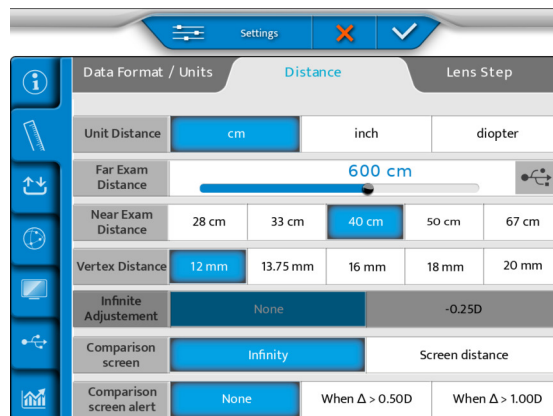 Settings
Data Format / Units Distance Lens Step
Unit Distance cm inch diopter
Far Exam Distance 600 cm
Near Exam Distance 28 cm 33 cm 40 cm 50 cm 67 cm
Vertex Distance 12 mm 13.75 mm 16 mm 18 mm 20 mm
Infinite Adjustement None -0.25D
Comparison screen Infinity Screen distance
Comparison screen alert None When Δ > 0.50D When Δ > 1.00D